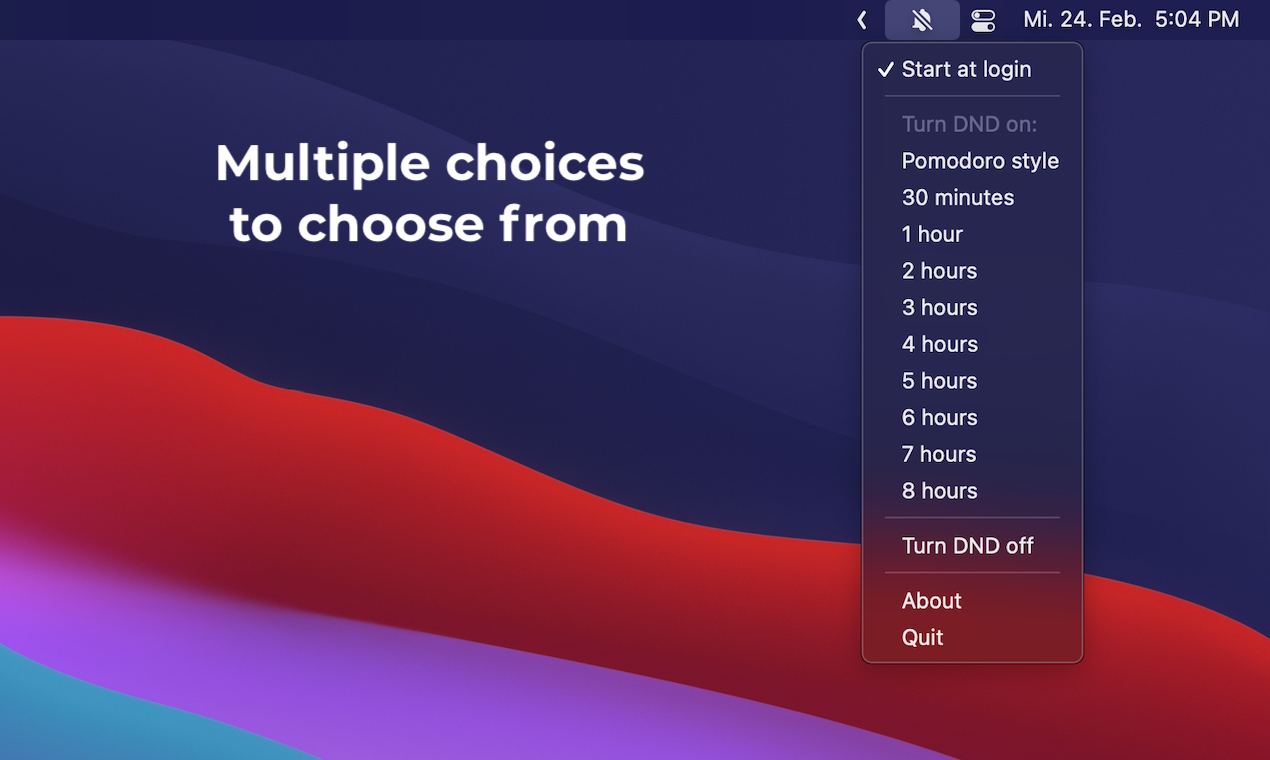 Mi. 24. Feb. 5:04 PM
Multiple choices
to choose from
Start at login
Turn DND on:
Pomodoro style
30 minutes
1 hour
2 hours
3 hours
4 hours
5 hours
6 hours
7 hours
8 hours
Turn DND off
About
Quit